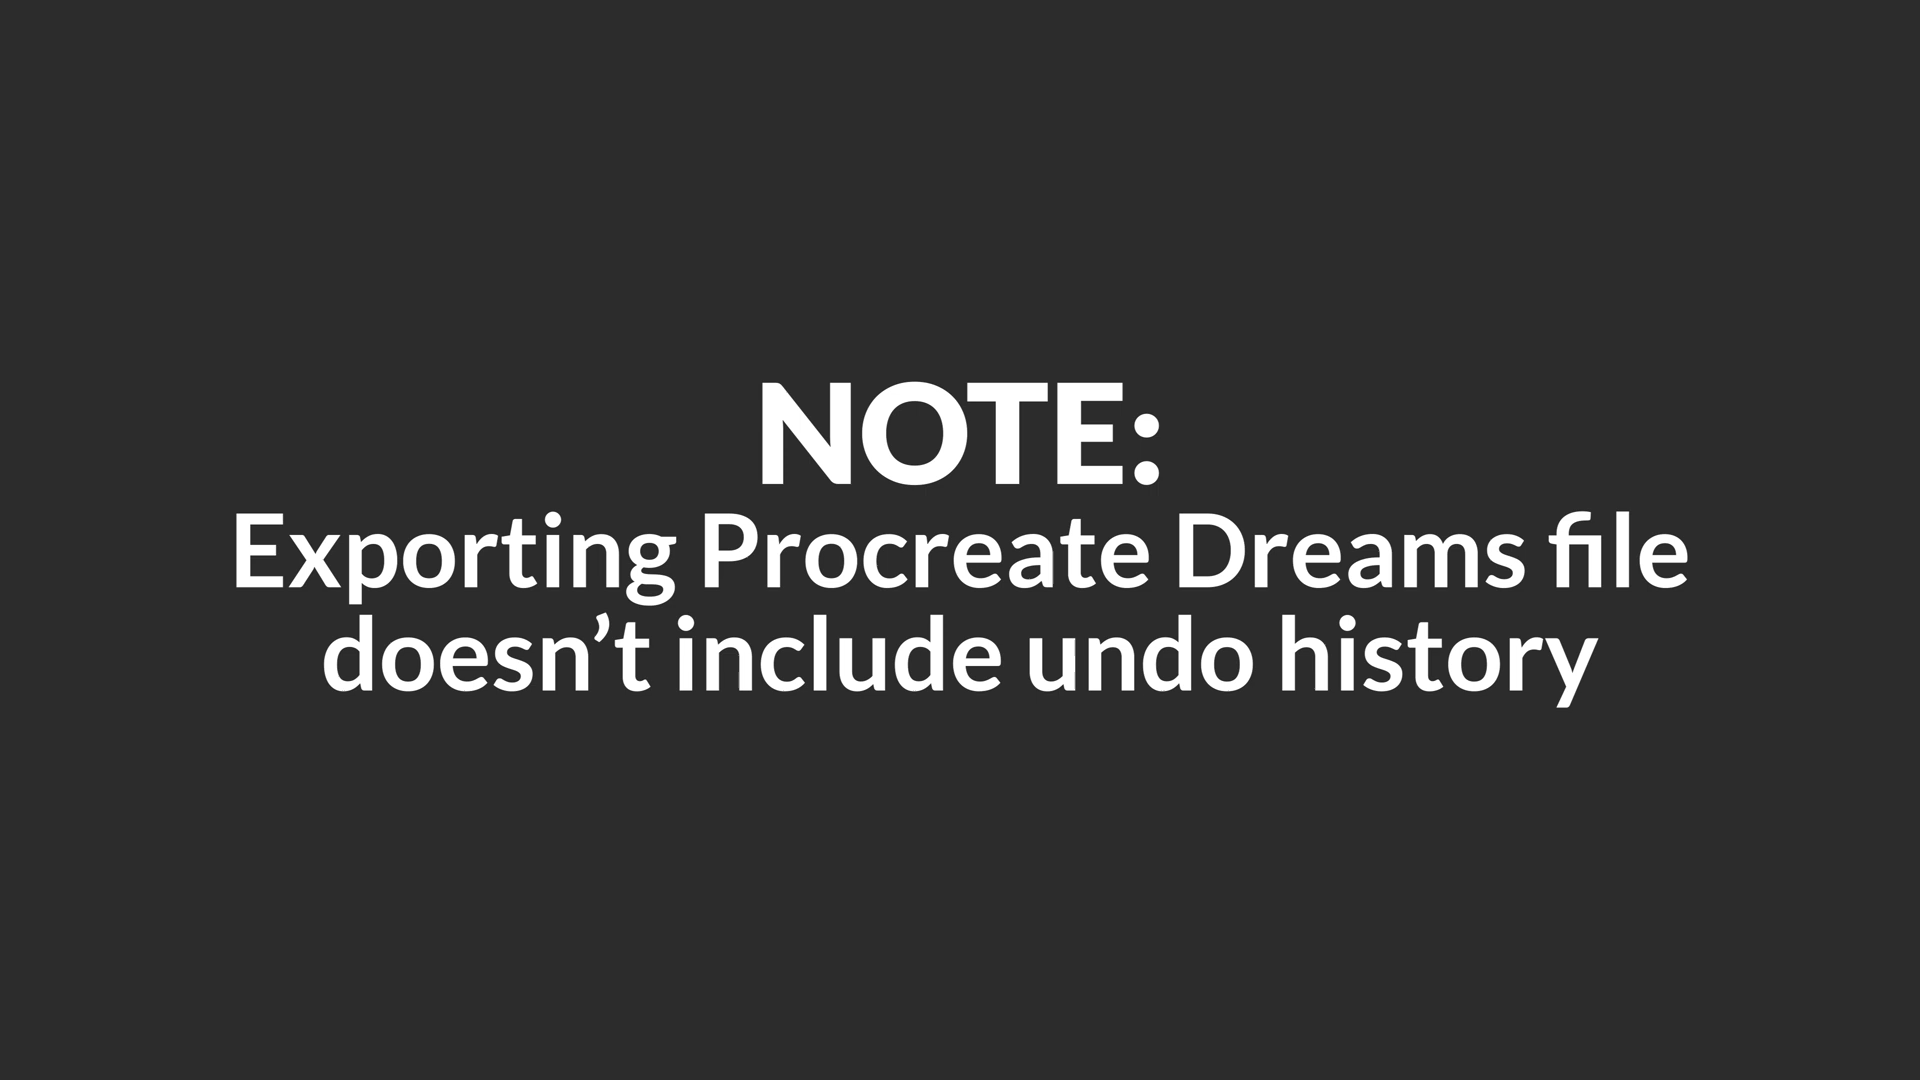 NOTE:
Exporting Procreate Dreams file
doesn’t include undo history